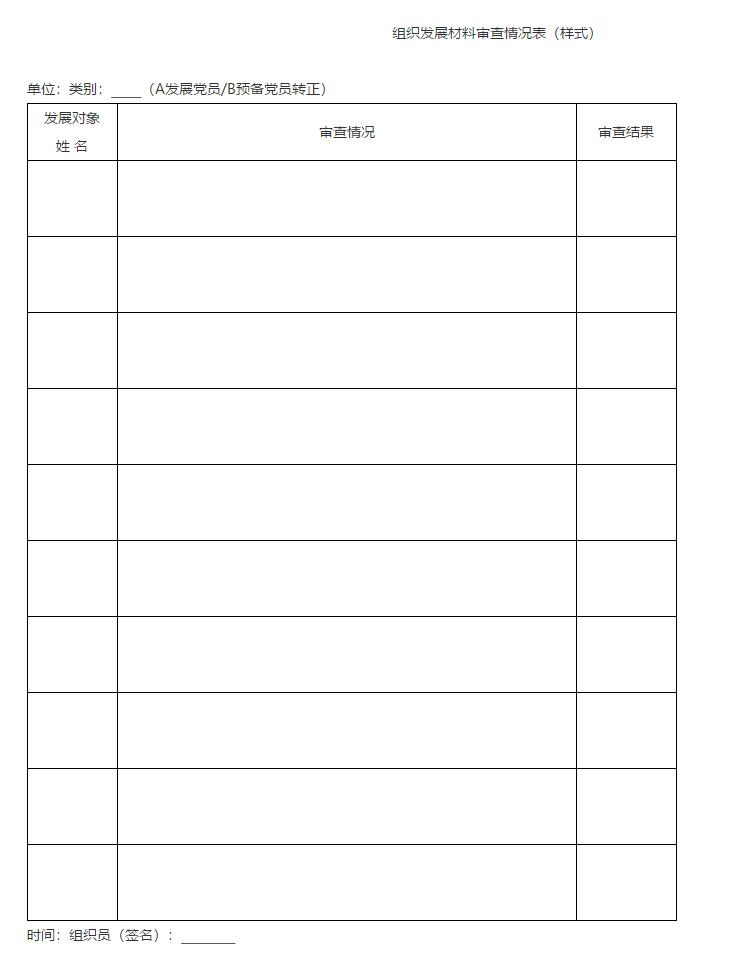 组织发展材料审查情况表（样式）
单位：类别：____（A发展党员/B预备党员转正）
发展对象
姓 名
审查情况
审查结果
时间：组织员（签名）：_______